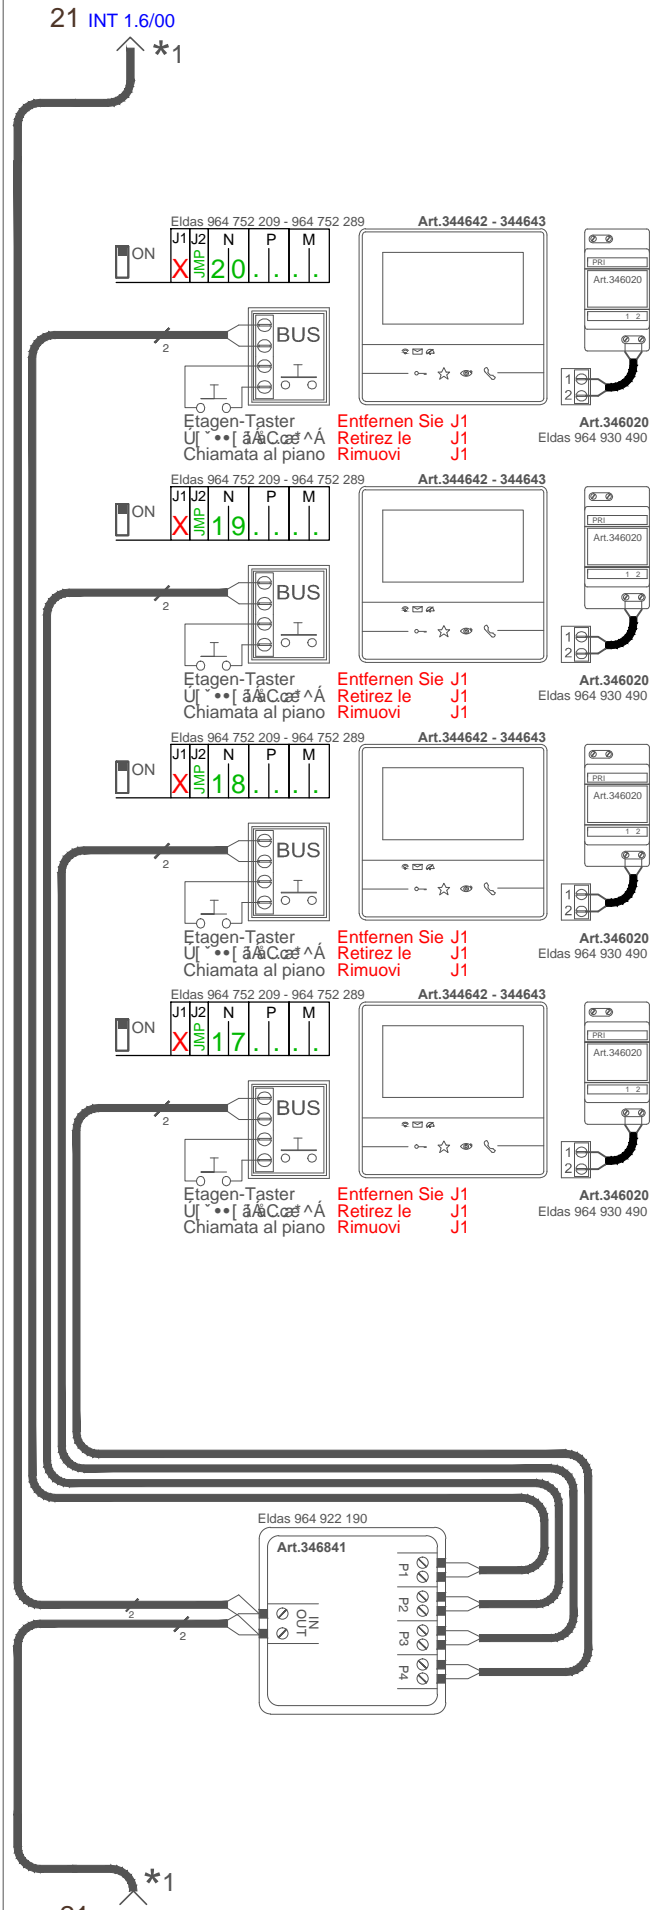 21 INT 1.6/00
*1
Eldas 964 752 209 - 964 752 289 Art.344642 - 344643
ON J1 J2 N P M
X JMP 2 0 . . . .
PRI
Art.346020
1 2
BUS
2
1
2
Etagen-Taster Entfernen Sie J1 Art.346020
Retirez le J1 Eldas 964 930 490
Chiamata al piano Rimuovi J1
Eldas 964 752 209 - 964 752 289 Art.344642 - 344643
ON J1 J2 N P M
X JMP 1 9 . . . .
PRI
Art.346020
1 2
BUS
2
1
2
Etagen-Taster Entfernen Sie J1 Art.346020
Retirez le J1 Eldas 964 930 490
Chiamata al piano Rimuovi J1
Eldas 964 752 209 - 964 752 289 Art.344642 - 344643
ON J1 J2 N P M
X JMP 1 8 . . . .
PRI
Art.346020
1 2
BUS
2
1
2
Etagen-Taster Entfernen Sie J1 Art.346020
Retirez le J1 Eldas 964 930 490
Chiamata al piano Rimuovi J1
Eldas 964 752 209 - 964 752 289 Art.344642 - 344643
ON J1 J2 N P M
X JMP 1 7 . . . .
PRI
Art.346020
1 2
BUS
2
1
2
Etagen-Taster Entfernen Sie J1 Art.346020
Retirez le J1 Eldas 964 930 490
Chiamata al piano Rimuovi J1
Eldas 964 922 190
Art.346841
P1
P2
P3
P4
IN
OUT
2
2
*1